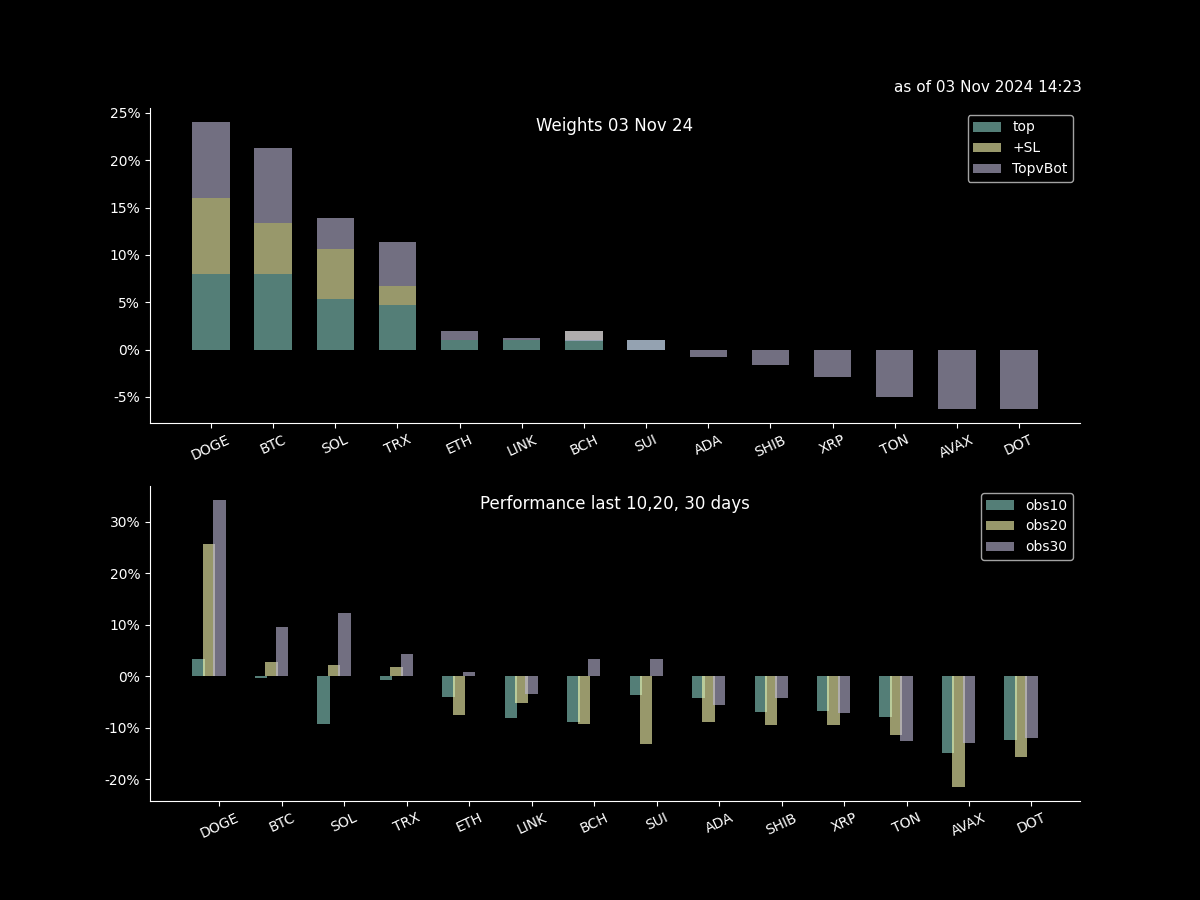 as of 03 Nov 2024 14:23
Weights 03 Nov 24
top
+SL
TopvBot
25%
20%
15%
10%
5%
0%
-5%
DOGE BTC SOL TRX ETH LINK BCH SUI ADA SHIB XRP TON AVAX DOT
Performance last 10,20, 30 days
obs10
obs20
obs30
30%
20%
10%
0%
-10%
-20%
DOGE BTC SOL TRX ETH LINK BCH SUI ADA SHIB XRP TON AVAX DOT